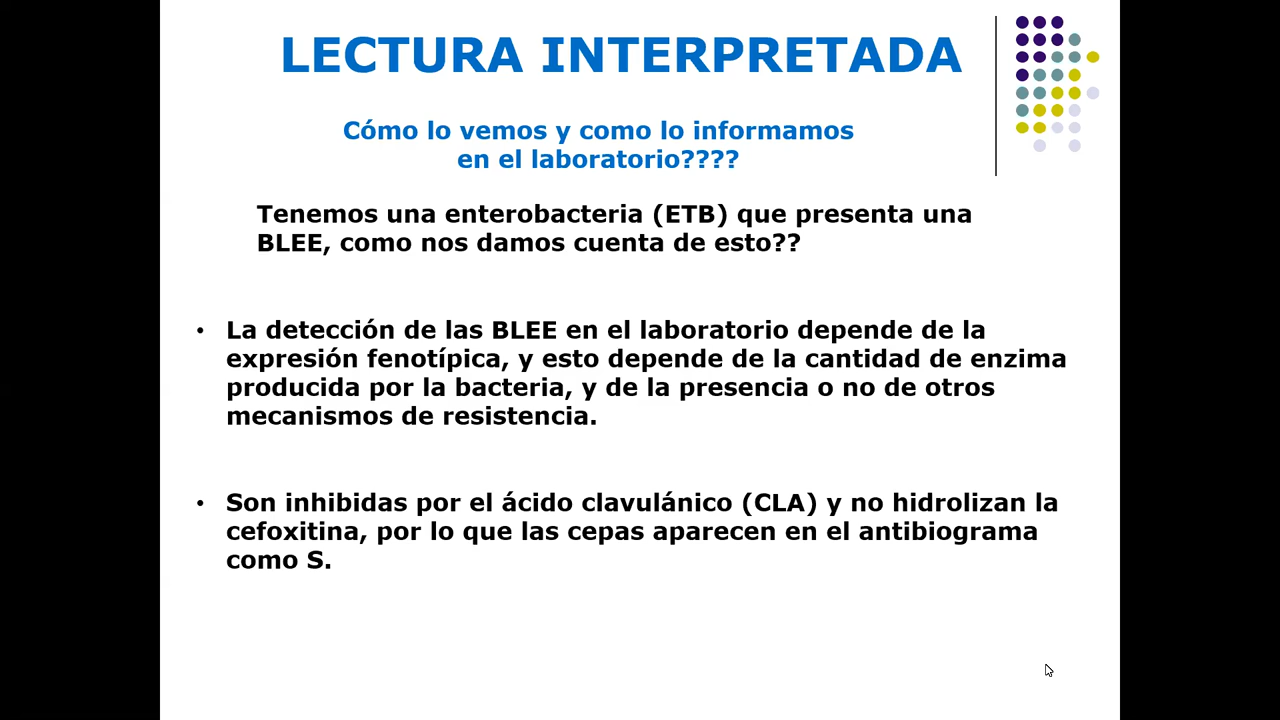 LECTURA INTERPRETADA
Cómo lo vemos y como lo informamos
en el laboratorio????
Tenemos una enterobacteria (ETB) que presenta una
BLEE, como nos damos cuenta de esto??
• La detección de las BLEE en el laboratorio depende de la
expresión fenotípica, y esto depende de la cantidad de enzima
producida por la bacteria, y de la presencia o no de otros
mecanismos de resistencia.
• Son inhibidas por el ácido clavulánico (CLA) y no hidrolizan la
cefoxitina, por lo que las cepas aparecen en el antibiograma
como S.